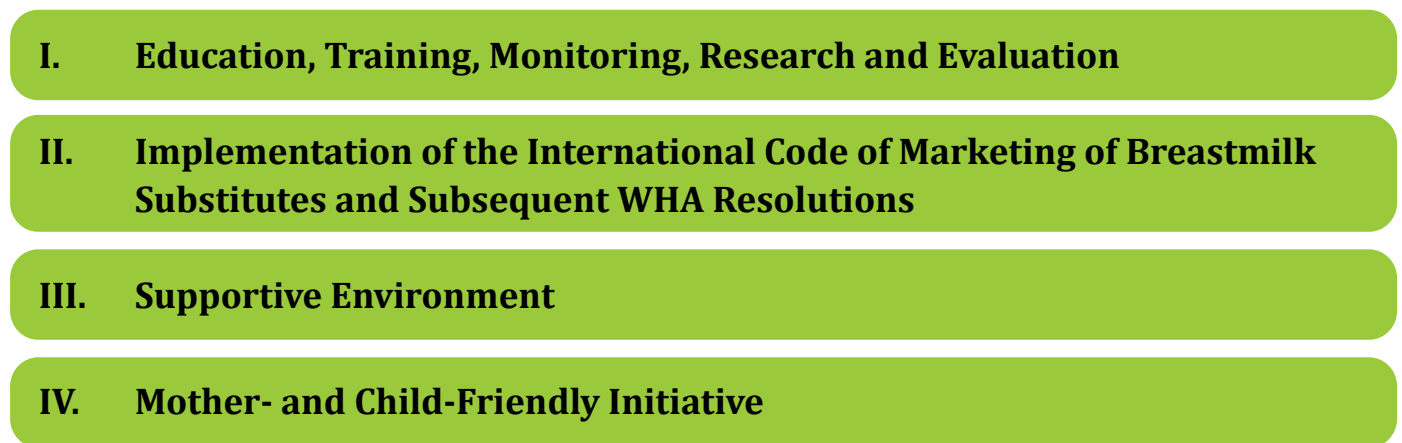 I. Education, Training, Monitoring, Research and Evaluation
II. Implementation of the International Code of Marketing of Breastmilk
Substitutes and Subsequent WHA Resolutions
III. Supportive Environment
IV. Mother- and Child-Friendly Initiative